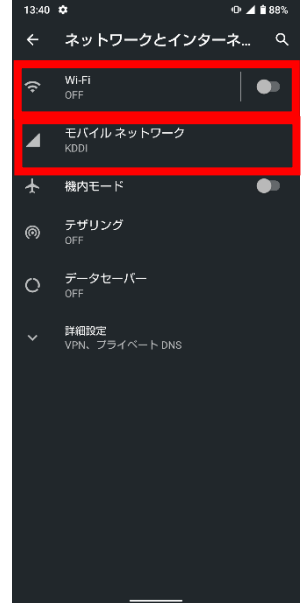 13:40 88%
ネットワークとインターネ...
Wi-Fi
OFF
モバイル ネットワーク
KDDI
機内モード
テザリング
OFF
データセーバー
OFF
詳細設定
VPN、プライベート DNS